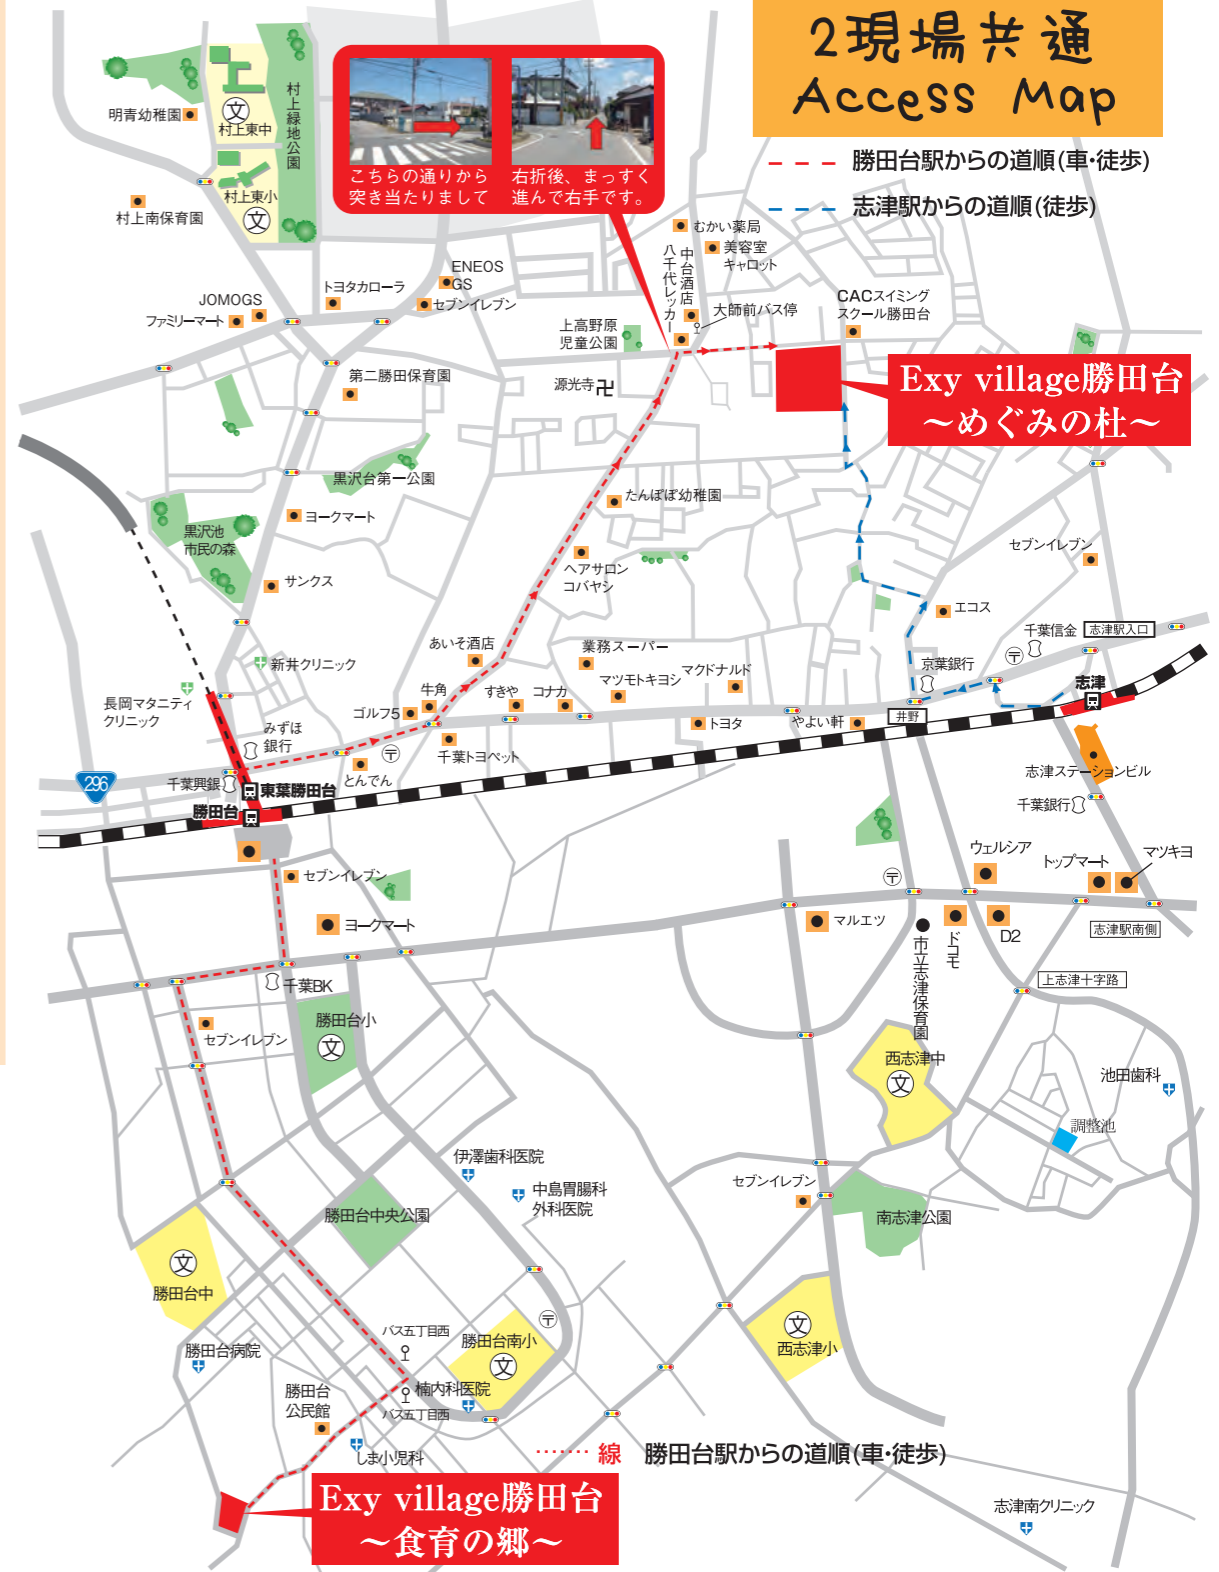 2現場共通
Access Map
勝田台駅からの道順(車・徒歩)
志津駅からの道順(徒歩)
こちらの通りから
突き当たりまして
右折後、まっすぐ
進んで右手です。
明青幼稚園
村上東中
文
村上緑地公園
村上東小
文
村上南保育園
むかい薬局
美容室
キャロット
中台酒店
八千代レッカー
大師前バス停
CACスイミング
スクール勝田台
ENEOS
GS
トヨタカローラ
セブンイレブン
JOMOGS
ファミリーマート
上高野原
児童公園
源光寺卍
第二勝田保育園
Exy village勝田台
～めぐみの杜～
黒沢台第一公園
ヨークマート
たんぽぽ幼稚園
黒沢池
市民の森
サンクス
ヘアサロン
コバヤシ
セブンイレブン
エコス
千葉信金
志津駅入口
〒
京葉銀行
志津
井野
あいそ酒店
業務スーパー
マクドナルド
マツモトキヨシ
新井クリニック
長岡マタニティ
クリニック
牛角
すきや
コナカ
ゴルフ5
みずほ
銀行
〒
千葉トヨペット
トヨタ
やよい軒
とんでん
296
千葉興銀
東葉勝田台
勝田台
志津ステーションビル
千葉銀行
セブンイレブン
ヨークマート
ウェルシア
トップマート
マツキヨ
〒
マルエツ
市立志津保育園
ドコモ
D2
志津駅南側
上志津十字路
千葉BK
勝田台小
文
セブンイレブン
西志津中
文
池田歯科
調整池
伊澤歯科医院
中島胃腸科
外科医院
セブンイレブン
南志津公園
勝田台中央公園
文
勝田台中
勝田台病院
バス五丁目西
勝田台南小
文
〒
文
西志津小
勝田台
公民館
楠内科医院
バス五丁目西
しま小児科
線 勝田台駅からの道順(車・徒歩)
Exy village勝田台
～食育の郷～
志津南クリニック